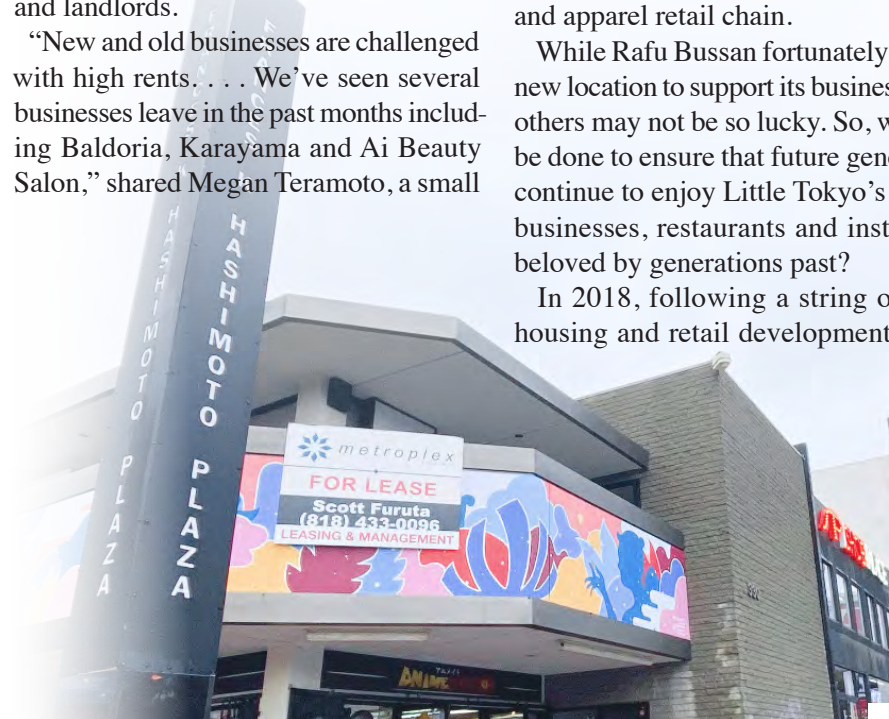 and landlords.
“New and old businesses are challenged
with high rents. . . . We’ve seen several
businesses leave in the past months includ-
ing Baldoria, Karayama and Ai Beauty
Salon,” shared Megan Teramoto, a small
and apparel retail chain.
While Rafu Bussan fortunately
new location to support its busines
others may not be so lucky. So, w
be done to ensure that future gene
continue to enjoy Little Tokyo’s
businesses, restaurants and inst
beloved by generations past?
In 2018, following a string o
housing and retail development
HASHIMOTO PLAZA
HASHIMOTO PLAZA
metroplex
FOR LEASE
Scott Furuta
(818) 433-0096
LEASING & MANAGEMENT
ANIME